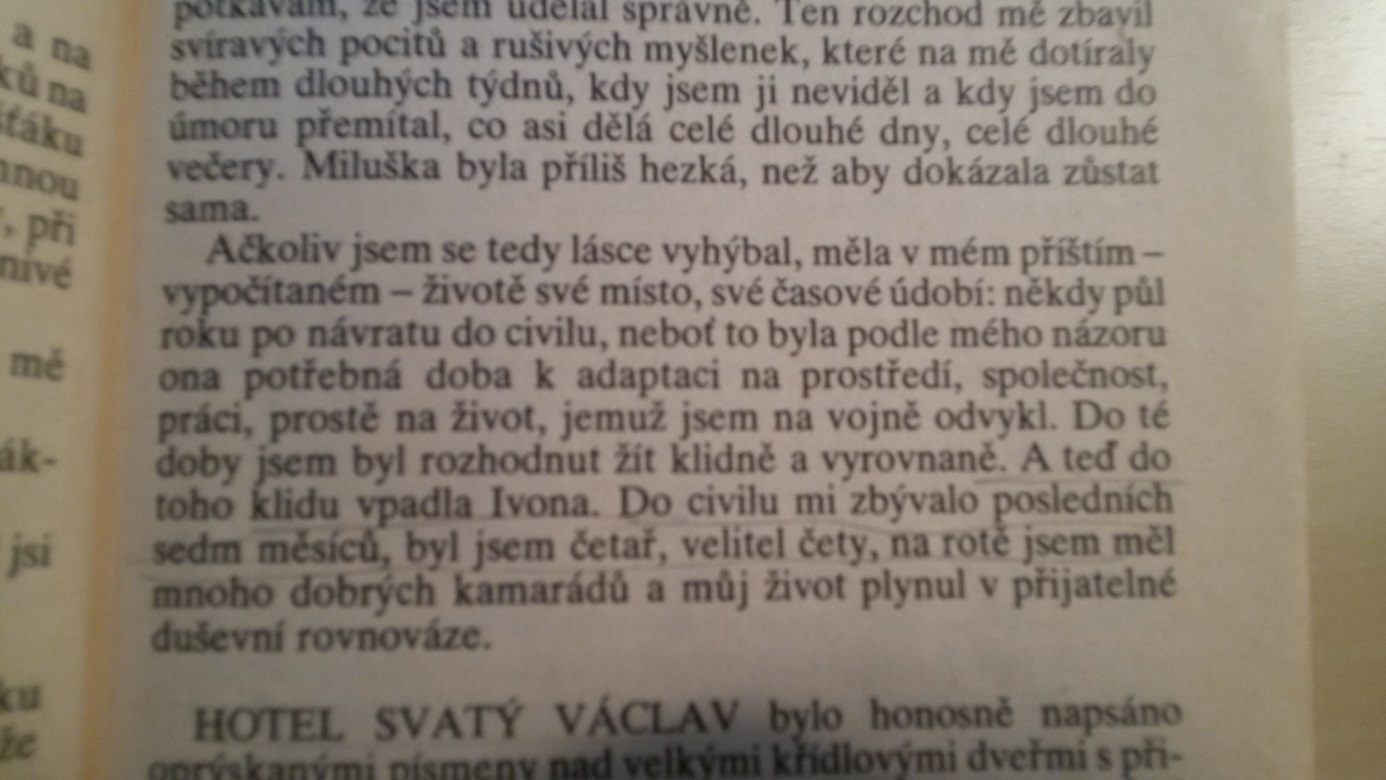 a na
ků na
šťáku
nnou
, při
nivé
mě
ák-
jsi
ku
že
potkávám, že jsem udělal správně. Ten rozchod mě zbavil
svíravých pocitů a rušivých myšlenek, které na mě dotíraly
během dlouhých týdnů, kdy jsem ji neviděl a kdy jsem do
úmoru přemítal, co asi dělá celé dlouhé dny, celé dlouhé
večery. Miluška byla příliš hezká, než aby dokázala zůstat
sama.
Ačkoliv jsem se tedy lásce vyhýbal, měla v mém příštím –
vypočítaném – životě své místo, své časové údobí: někdy půl
roku po návratu do civilu, neboť to byla podle mého názoru
ona potřebná doba k adaptaci na prostředí, společnost,
práci, prostě na život, jemuž jsem na vojně odvykl. Do té
doby jsem byl rozhodnut žít klidně a vyrovnaně. A teď do
toho klidu vpadla Ivona. Do civilu mi zbývalo posledních
sedm měsíců, byl jsem četař, velitel čety, na rotě jsem měl
mnoho dobrých kamarádů a můj život plynul v přijatelné
duševní rovnováze.
HOTEL SVATÝ VÁCLAV bylo honosně napsáno
oprýskanými písmeny nad velkými křídlovými dveřmi s při-